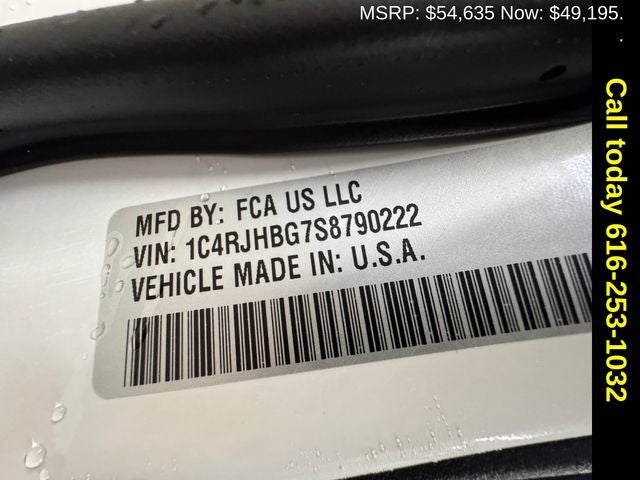 MSRP: $54,635 Now: $49,195.
Call today 616-253-1032
MFD BY: FCA US LLC
VIN: 1C4RJHBG7S8790222
VEHICLE MADE IN: U.S.A.